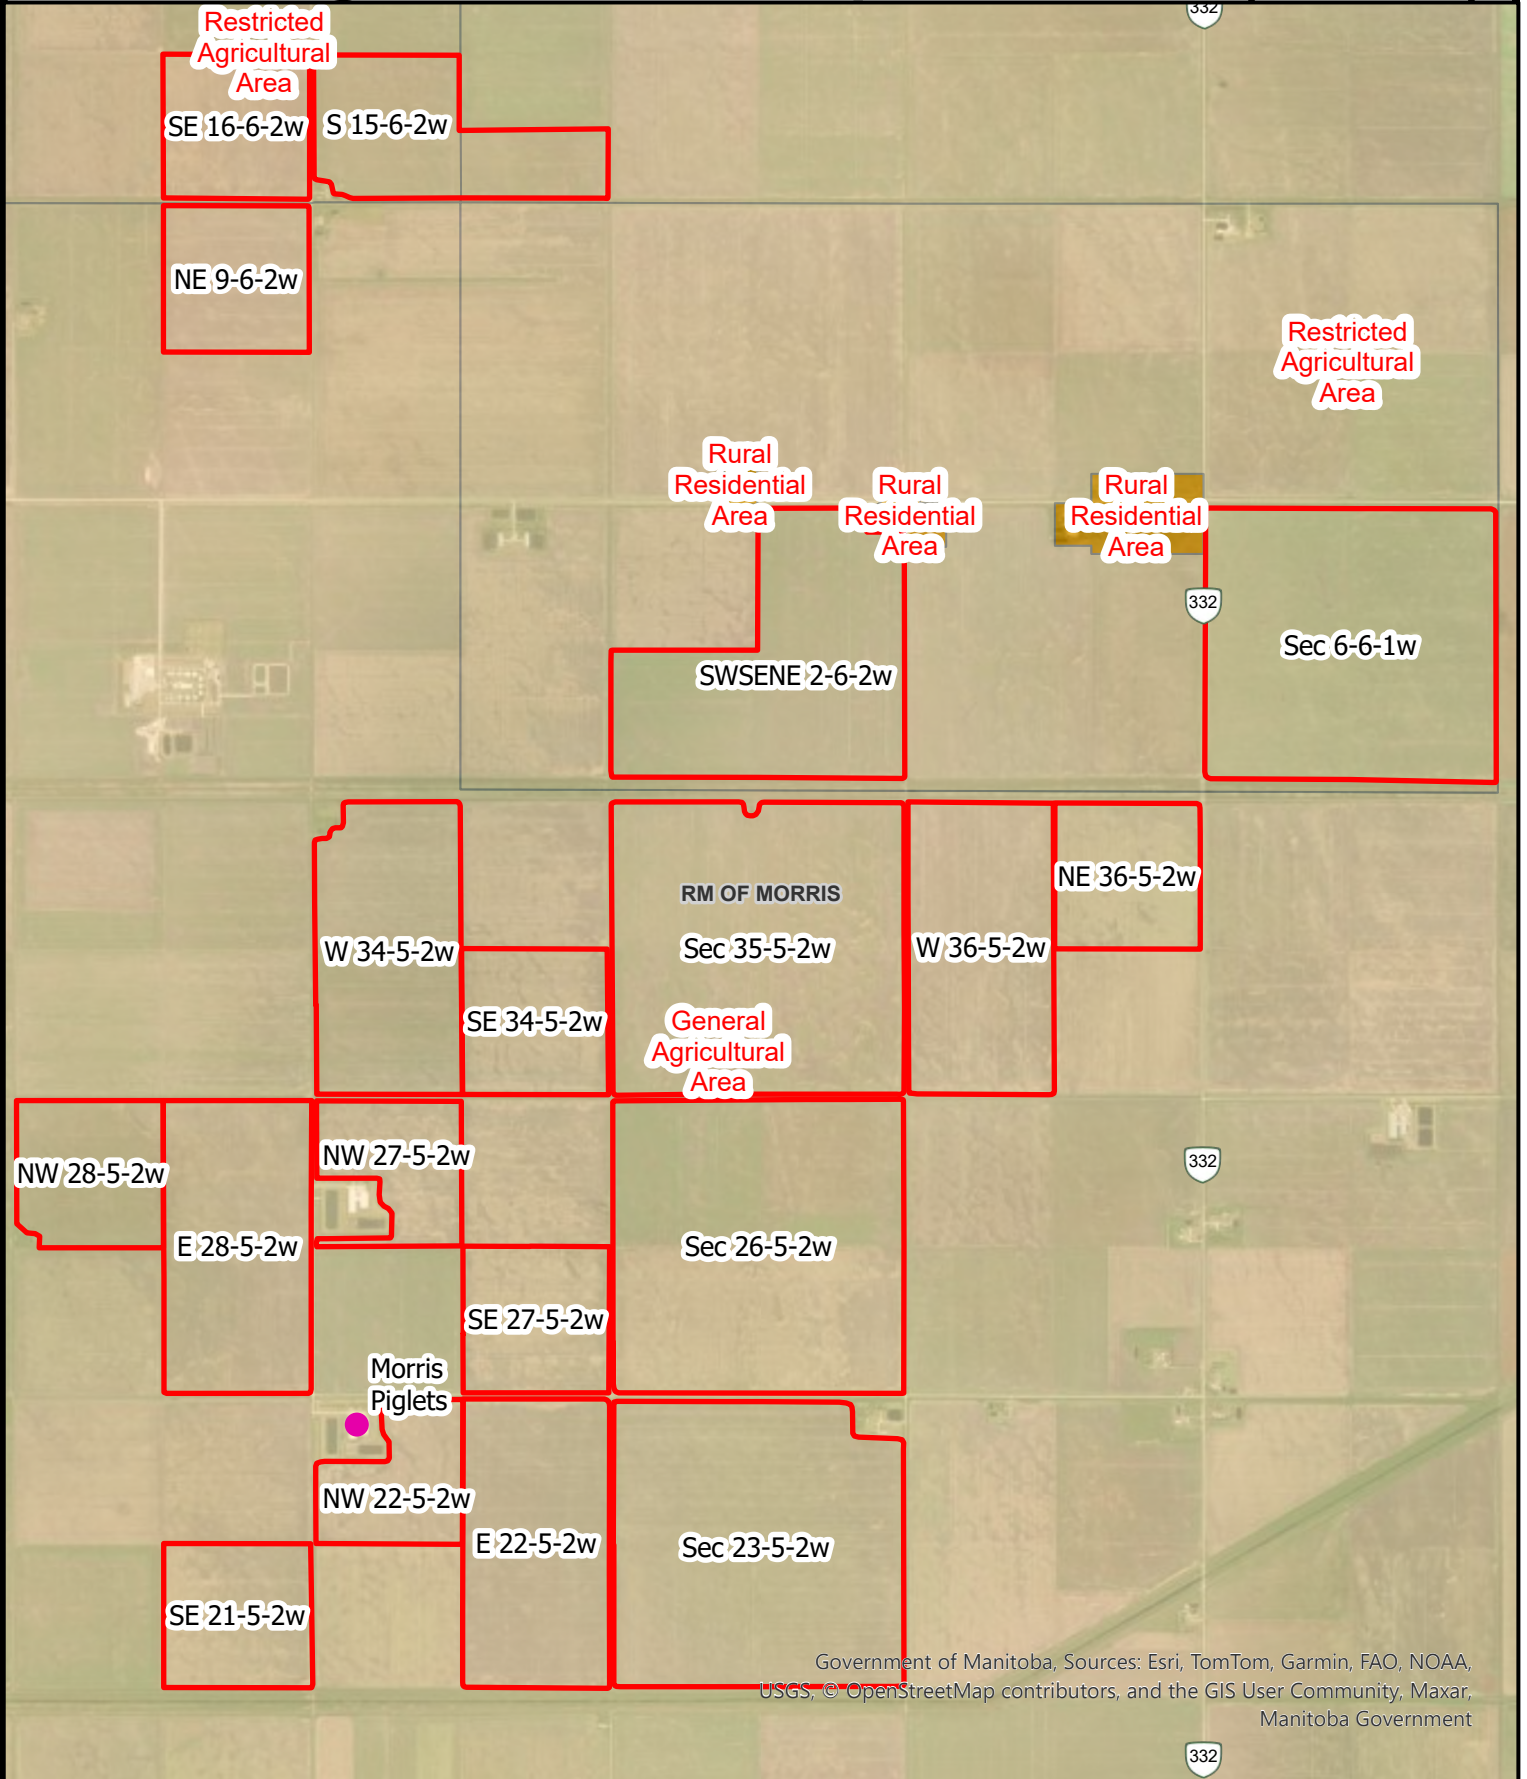 332
Restricted
Agricultural
Area
SE 16-6-2w
S 15-6-2w
NE 9-6-2w
Restricted
Agricultural
Area
Rural
Residential
Area
Rural
Residential
Area
Rural
Residential
Area
332
Sec 6-6-1w
SWSENE 2-6-2w
NE 36-5-2w
RM OF MORRIS
W 34-5-2w
Sec 35-5-2w
W 36-5-2w
SE 34-5-2w
General
Agricultural
Area
NW 27-5-2w
332
NW 28-5-2w
E 28-5-2w
Sec 26-5-2w
SE 27-5-2w
Morris
Piglets
NW 22-5-2w
E 22-5-2w
Sec 23-5-2w
SE 21-5-2w
Government of Manitoba, Sources: Esri, TomTom, Garmin, FAO, NOAA,
USGS, © OpenStreetMap contributors, and the GIS User Community, Maxar,
Manitoba Government
332